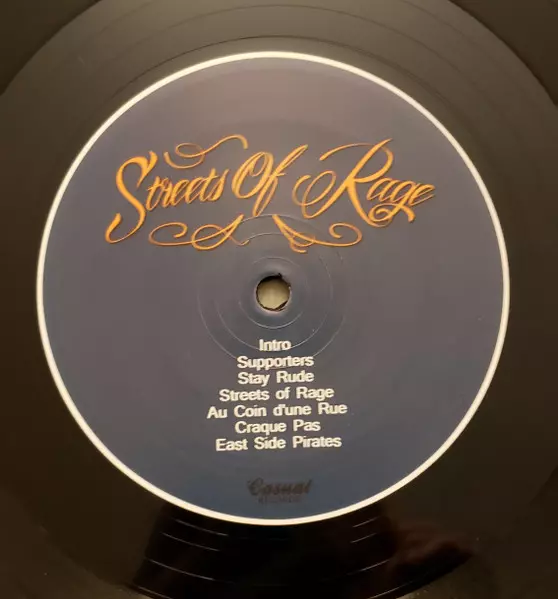 Streets Of Rage
Intro
Supporters
Stay Rude
Streets of Rage
Au Coin d'une Rue
Craque Pas
East Side Pirates
Casual
RECORDS